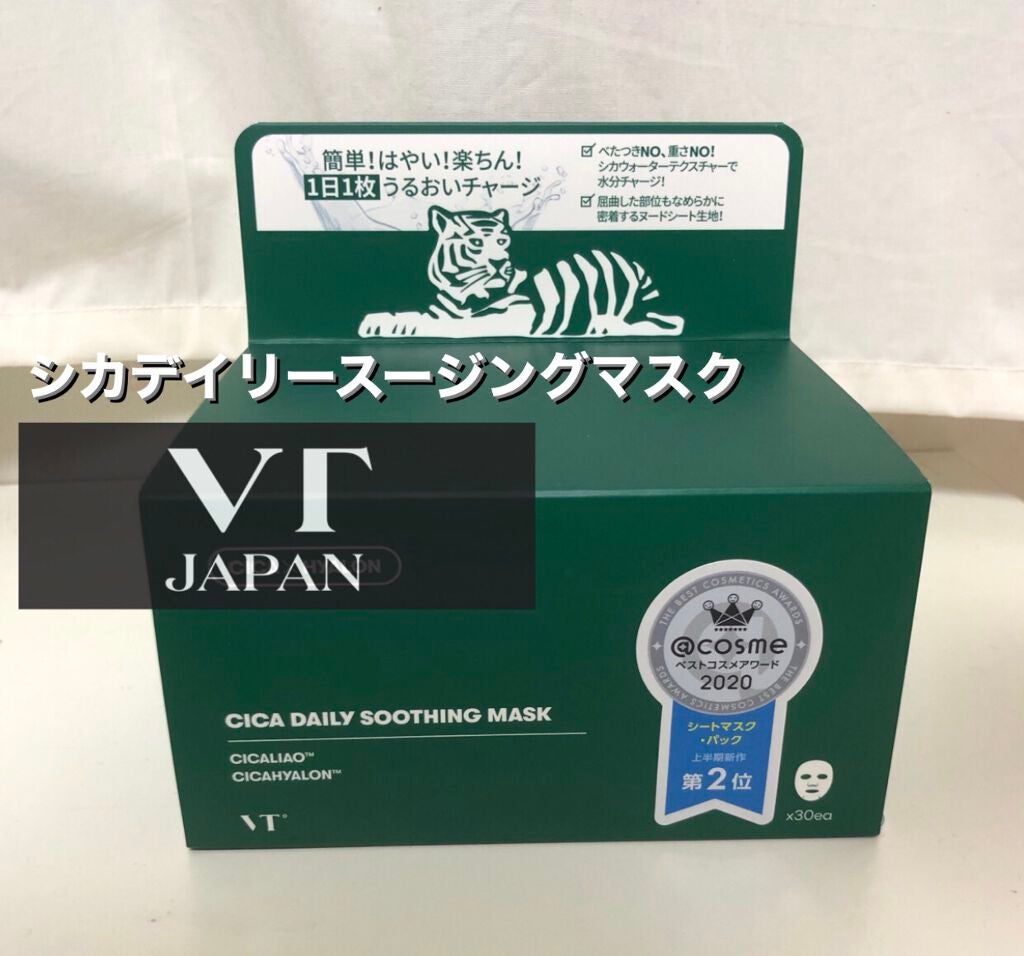 簡単!はやい!楽ちん!
1日1枚うるおいチャージ
べたつきNO、重さNO!
シカウォーターテクスチャーで
水分チャージ!
屈曲した部位もなめらかに
密着するヌードシート生地!
シカデイリースージングマスク
VT
JAPAN
THE BEST COSMETICS AWARDS
@cosme
ベストコスメアワード
2020
THE BEST COSMETICS AWARDS
シートマスク
・パック
上半期新作
第2位
CICA DAILY SOOTHING MASK
CICALIAO™
CICAHYALON™
VT
x30ea